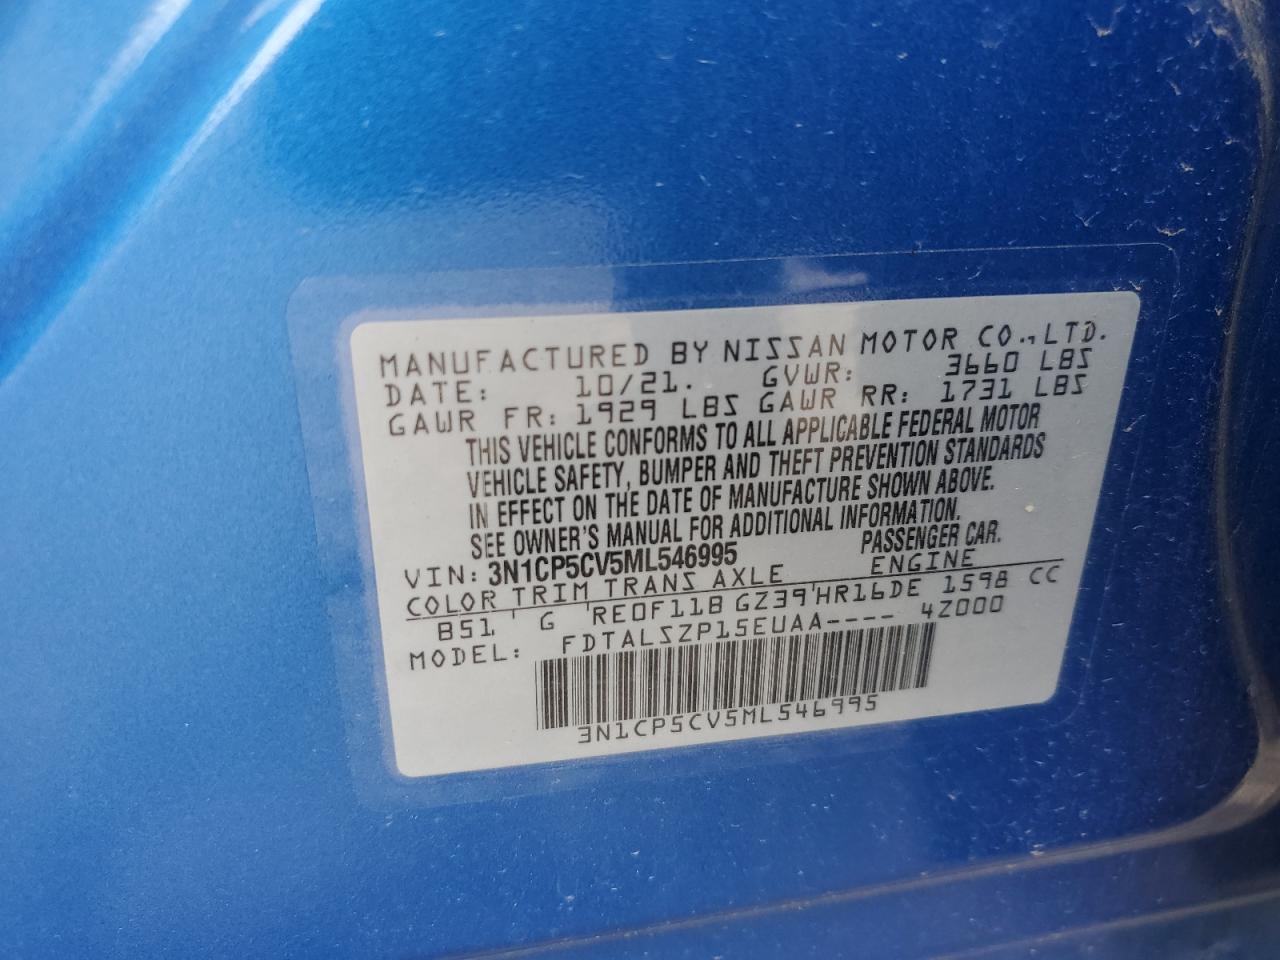 MANUFACTURED BY NISSAN MOTOR CO.,LTD.
DATE: 10/21. GVWR: 3660 LBS
GAWR FR: 1929 LBS GAWR RR: 1731 LBS
THIS VEHICLE CONFORMS TO ALL APPLICABLE FEDERAL MOTOR
VEHICLE SAFETY, BUMPER AND THEFT PREVENTION STANDARDS
IN EFFECT ON THE DATE OF MANUFACTURE SHOWN ABOVE.
SEE OWNER'S MANUAL FOR ADDITIONAL INFORMATION.
VIN: 3N1CP5CV5ML546995 PASSENGER CAR.
COLOR TRIM TRANS AXLE ENGINE
B51 ' G ' RE0F11B GZ39'HR16DE 1598 CC
MODEL: FDTALSZP15EUAA---- 4Z000
3N1CP5CV5ML546995